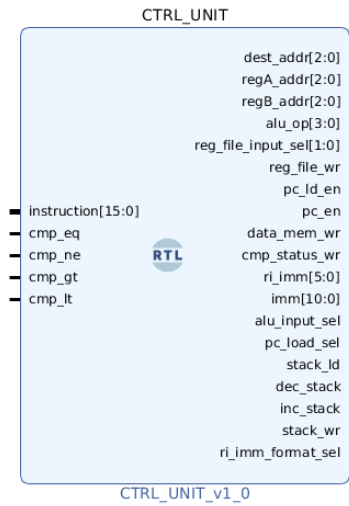 CTRL_UNIT
dest_addr[2:0]
regA_addr[2:0]
regB_addr[2:0]
alu_op[3:0]
reg_file_input_sel[1:0]
reg_file_wr
pc_ld_en
instruction[15:0] pc_en
cmp_eq data_mem_wr
cmp_ne RTL cmp_status_wr
cmp_gt ri_imm[5:0]
cmp_lt imm[10:0]
alu_input_sel
pc_load_sel
stack_ld
dec_stack
inc_stack
stack_wr
ri_imm_format_sel
CTRL_UNIT_v1_0